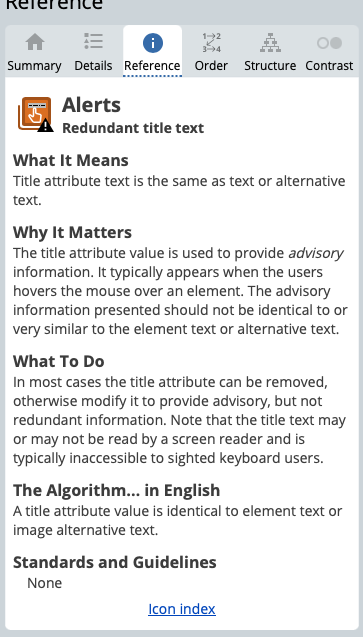 Reference
Summary Details Reference Order Structure Contrast
1→2
3→4
Alerts
Redundant title text
What It Means
Title attribute text is the same as text or alternative
text.
Why It Matters
The title attribute value is used to provide advisory
information. It typically appears when the users
hovers the mouse over an element. The advisory
information presented should not be identical to or
very similar to the element text or alternative text.
What To Do
In most cases the title attribute can be removed,
otherwise modify it to provide advisory, but not
redundant information. Note that the title text may
or may not be read by a screen reader and is
typically inaccessible to sighted keyboard users.
The Algorithm... in English
A title attribute value is identical to element text or
image alternative text.
Standards and Guidelines
None
Icon index